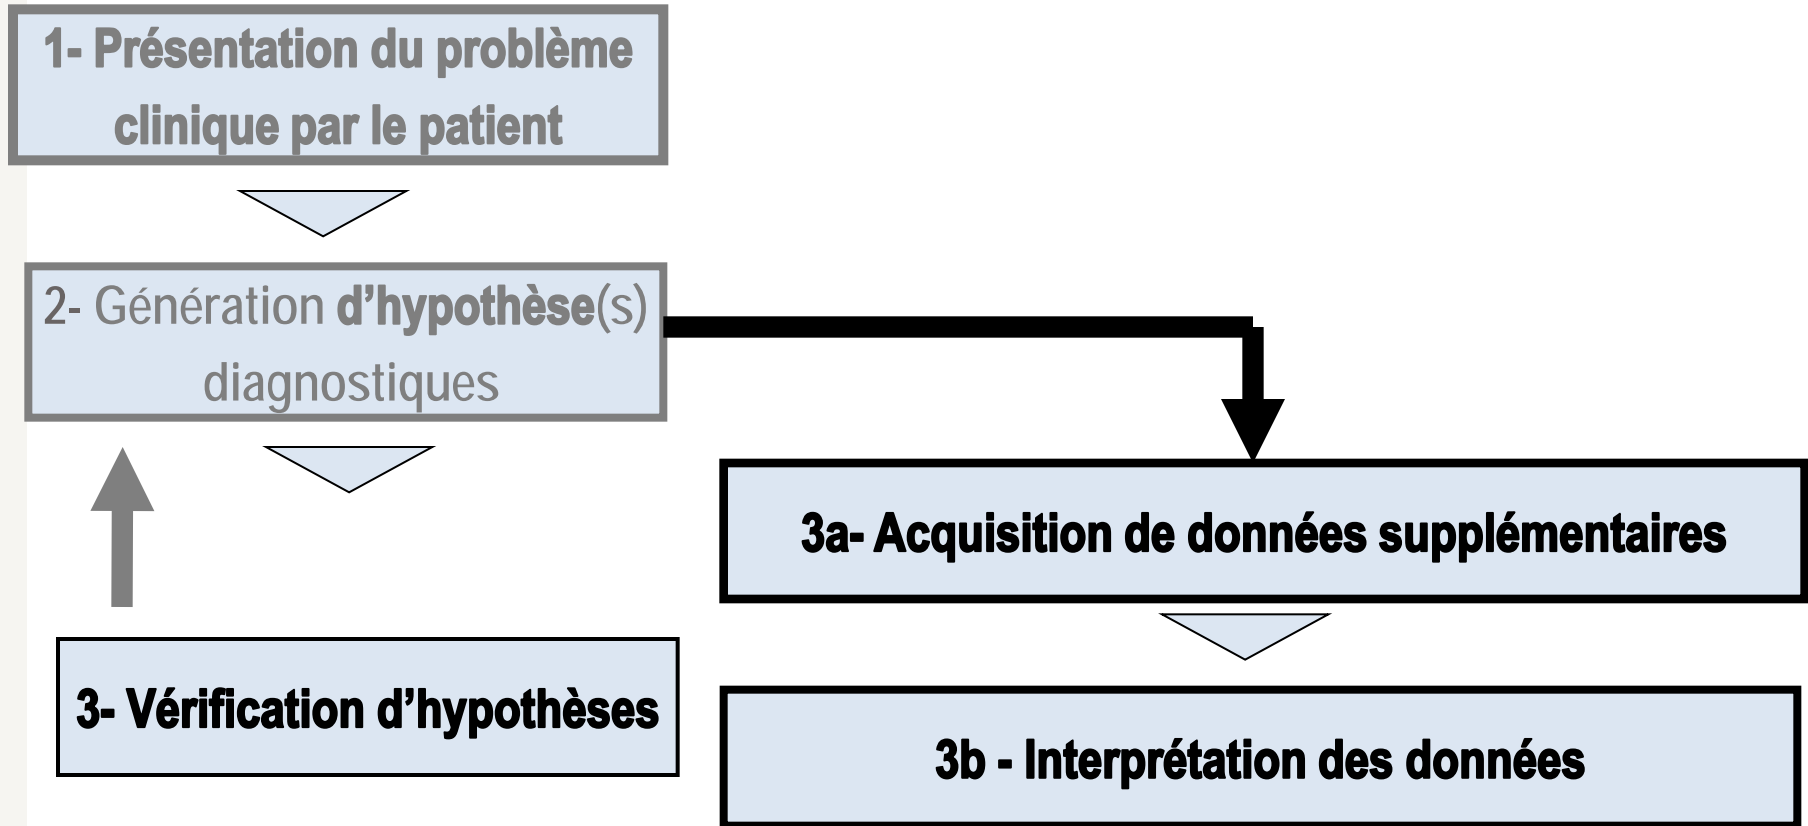 1- Présentation du problème
clinique par le patient
2- Génération d’hypothèse(s)
diagnostiques
3a- Acquisition de données supplémentaires
3- Vérification d’hypothèses
3b - Interprétation des données